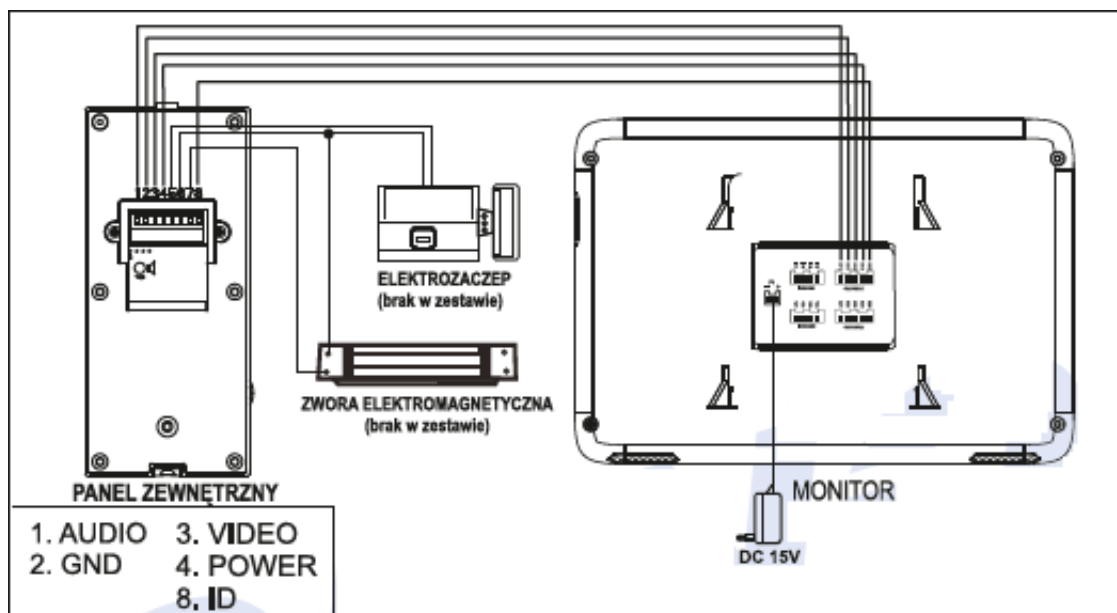 12345678
ELEKTROZACZEP
(brak w zestawie)
ZWORA ELEKTROMAGNETYCZNA
(brak w zestawie)
PANEL ZEWNĘTRZNY
MONITOR
DC 15V
1. AUDIO 3. VIDEO
2. GND 4. POWER
8. ID